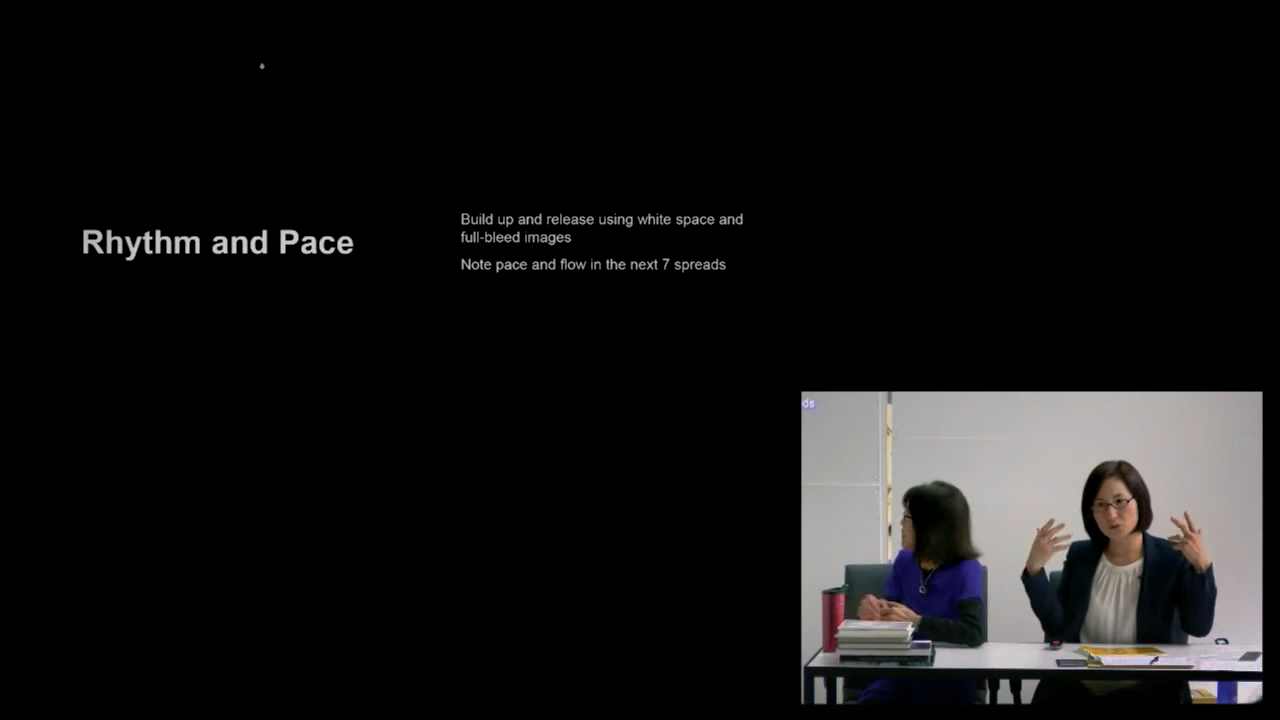 Rhythm and Pace
Build up and release using white space and
full-bleed images
Note pace and flow in the next 7 spreads
ds